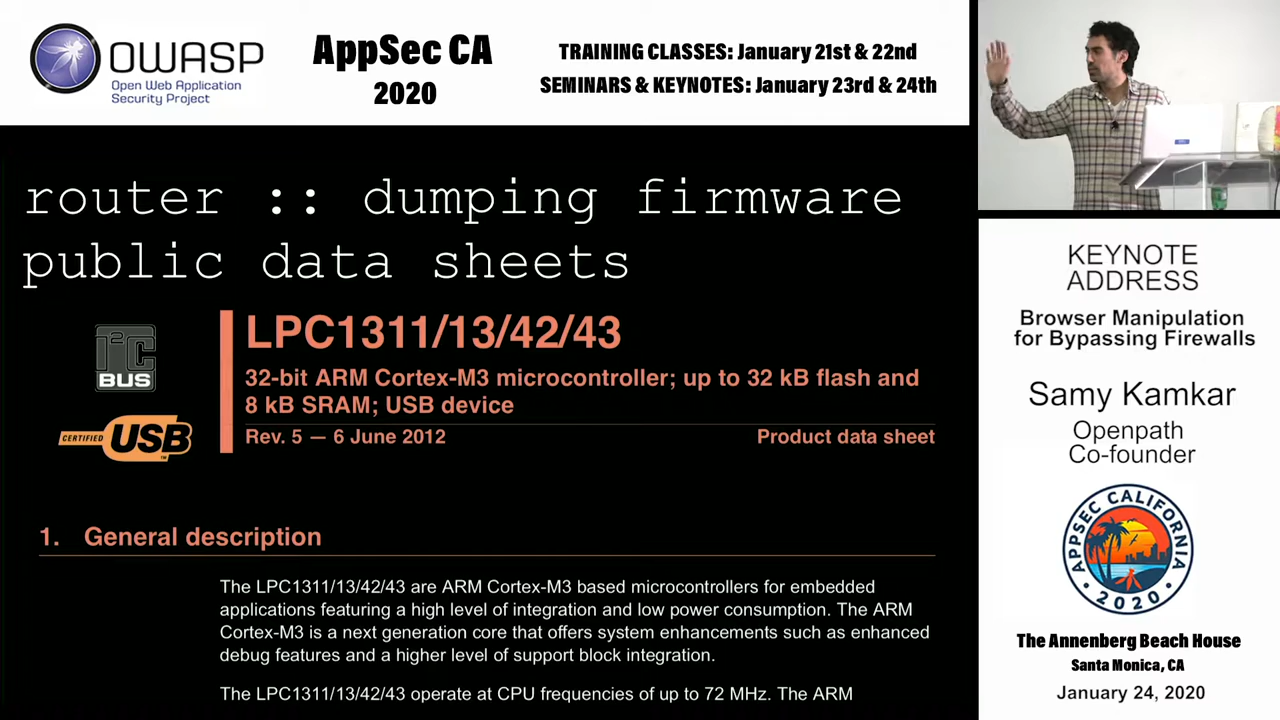 OWASP
Open Web Application
Security Project
AppSec CA
2020
TRAINING CLASSES: January 21st & 22nd
SEMINARS & KEYNOTES: January 23rd & 24th
router :: dumping firmware
public data sheets
I²C
BUS
CERTIFIED USB
TM
LPC1311/13/42/43
32-bit ARM Cortex-M3 microcontroller; up to 32 kB flash and
8 kB SRAM; USB device
Rev. 5 — 6 June 2012
Product data sheet
1. General description
The LPC1311/13/42/43 are ARM Cortex-M3 based microcontrollers for embedded
applications featuring a high level of integration and low power consumption. The ARM
Cortex-M3 is a next generation core that offers system enhancements such as enhanced
debug features and a higher level of support block integration.
The LPC1311/13/42/43 operate at CPU frequencies of up to 72 MHz. The ARM
KEYNOTE
ADDRESS
Browser Manipulation
for Bypassing Firewalls
Samy Kamkar
Openpath
Co-founder
APPSEC CALIFORNIA
2020
The Annenberg Beach House
Santa Monica, CA
January 24, 2020